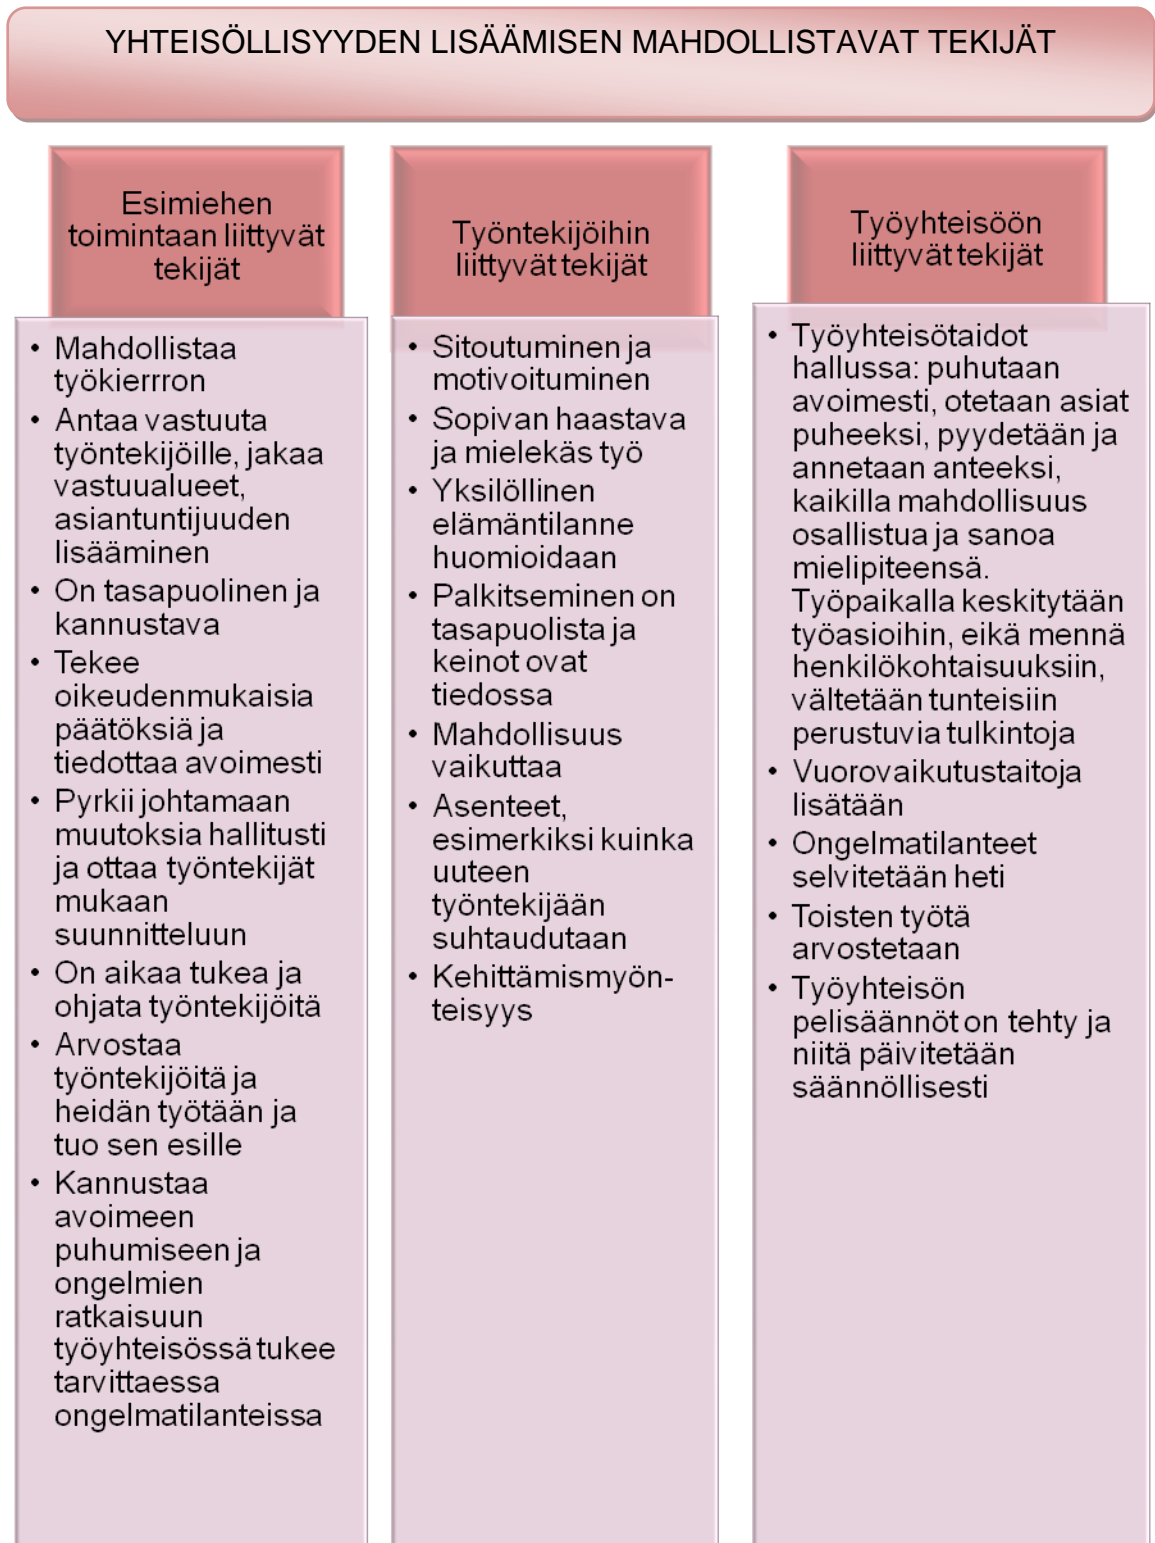 YHTEISÖLLISYYDEN LISÄÄMISEN MAHDOLLISTAVAT TEKIJÄT
Esimiehen
toimintaan liittyvät
tekijät
• Mahdollistaa
työkierrron
• Antaa vastuuta
työntekijöille, jakaa
vastuualueet,
asiantuntijuuden
lisääminen
• On tasapuolinen ja
kannustava
• Tekee
oikeudenmukaisia
päätöksiä ja
tiedottaa avoimesti
• Pyrkii johtamaan
muutoksia hallitusti
ja ottaa työntekijät
mukaan
suunnitteluun
• On aikaa tukea ja
ohjata työntekijöitä
• Arvostaa
työntekijöitä ja
heidän työtään ja
tuo sen esille
• Kannustaa
avoimeen
puhumiseen ja
ongelmien
ratkaisuun
työyhteisössä tukee
tarvittaessa
ongelmatilanteissa
Työntekijöihin
liittyvät tekijät
• Sitoutuminen ja
motivoituminen
• Sopivan haastava
ja mielekäs työ
• Yksilöllinen
elämäntilanne
huomioidaan
• Palkitseminen on
tasapuolista ja
keinot ovat
tiedossa
• Mahdollisuus
vaikuttaa
• Asenteet,
esimerkiksi kuinka
uuteen
työntekijään
suhtaudutaan
• Kehittämismyön-
teisyys
Työyhteisöön
liittyvät tekijät
• Työyhteisötaidot
hallussa: puhutaan
avoimesti, otetaan asiat
puheeksi, pyydetään ja
annetaan anteeksi,
kaikilla mahdollisuus
osallistua ja sanoa
mielipiteensä.
Työpaikalla keskitytään
työasioihin, eikä mennä
henkilökohtaisuuksiin,
vältetään tunteisiin
perustuvia tulkintoja
• Vuorovaikutustaitoja
lisätään
• Ongelmatilanteet
selvitetään heti
• Toisten työtä
arvostetaan
• Työyhteisön
pelisäännöt on tehty ja
niitä päivitetään
säännöllisesti